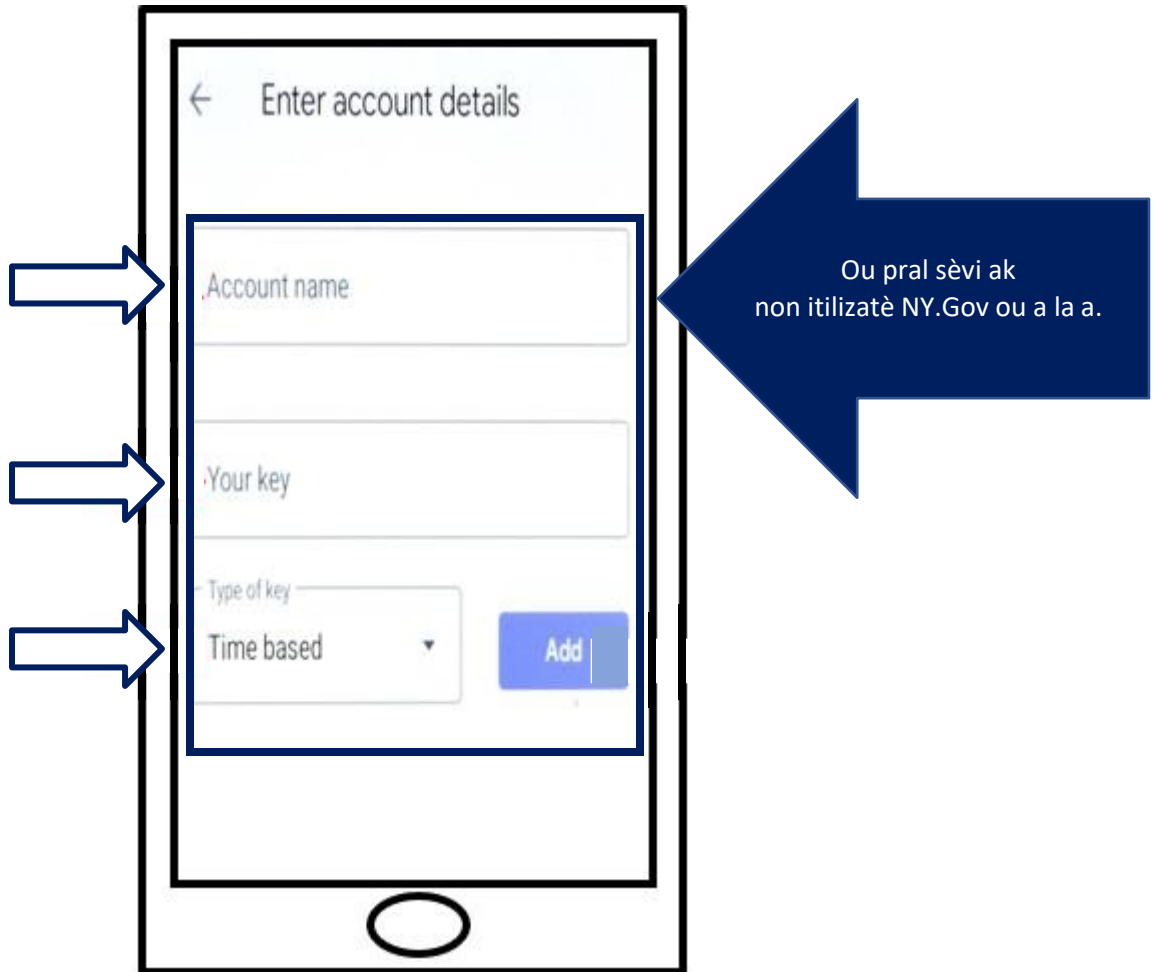 Enter account details
Account name
Your key
Type of key
Time based
Add
Ou pral sèvi ak
non itilizatè NY.Gov ou a la a.